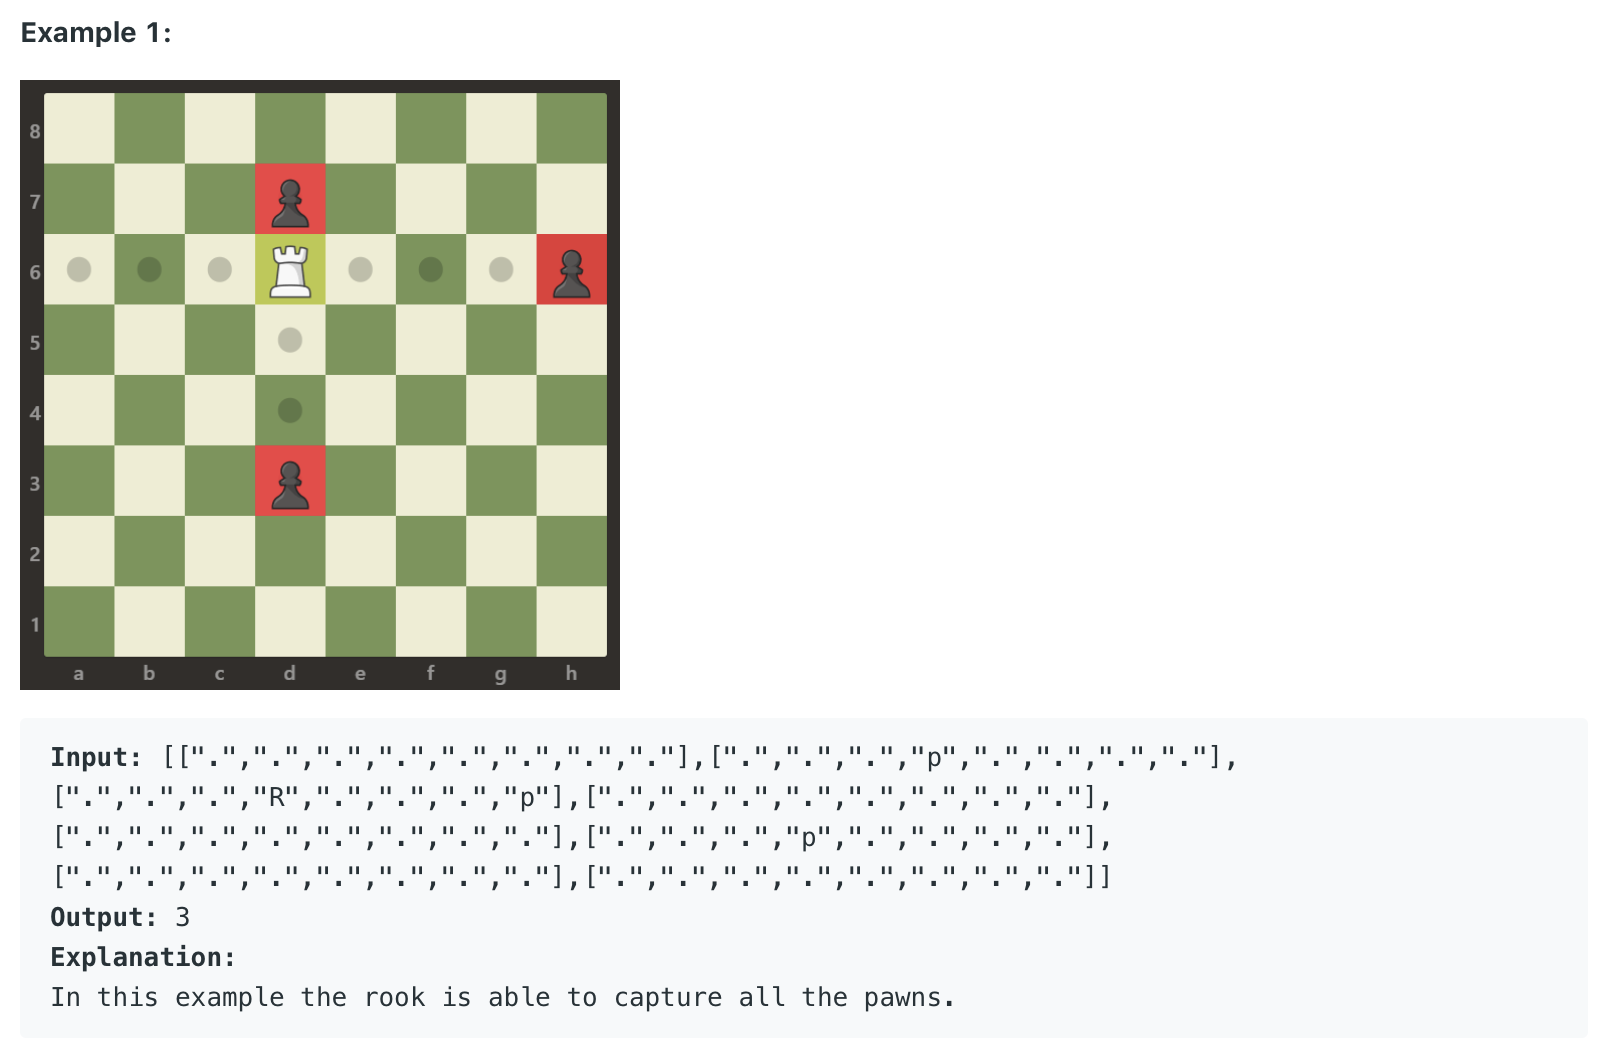 Example 1:
8
7
6
5
4
3
2
1
a b c d e f g h
Input: [[".",".",".",".",".",".",".","."],[".",".",".","p",".",".",".","."],
[".",".",".","R",".",".",".","p"],[".",".",".",".",".",".",".","."],
[".",".",".",".",".",".",".","."],[".",".",".","p",".",".",".","."],
[".",".",".",".",".",".",".","."],[".",".",".",".",".",".",".","."]]
Output: 3
Explanation:
In this example the rook is able to capture all the pawns.